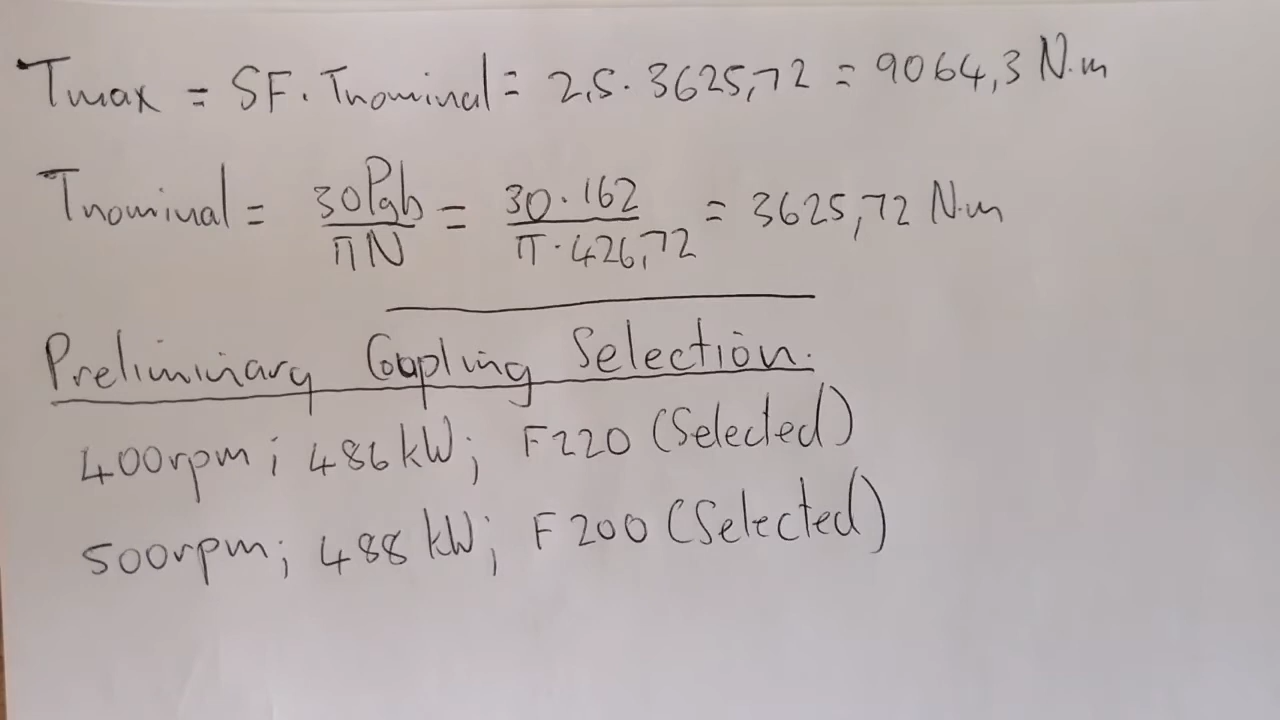 Tmax = SF. Tnominal = 2,5. 3625,72 = 9064,3 N.m
Tnominal = 30Pgb / πN = 30.162 / π.426,72 = 3625,72 N.m
Preliminary Coupling Selection.
400rpm; 486kW; F220 (Selected)
500rpm; 488 kW; F200 (Selected)